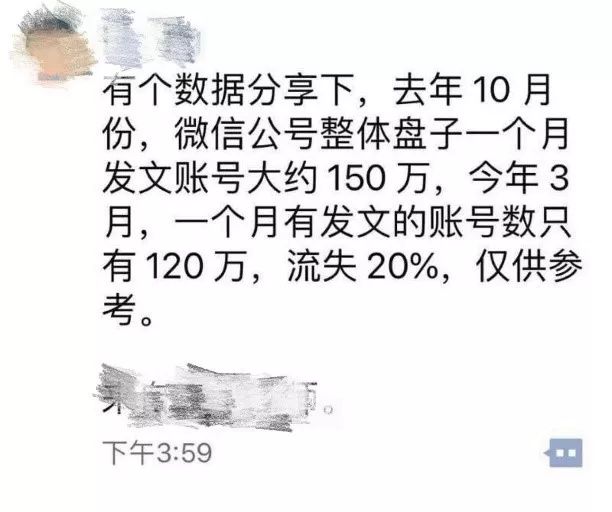 有个数据分享下，去年 10 月
份，微信公号整体盘子一个月
发文账号大约 150 万，今年 3
月，一个月有发文的账号数只
有 120 万，流失 20%，仅供参
考。
下午3:59